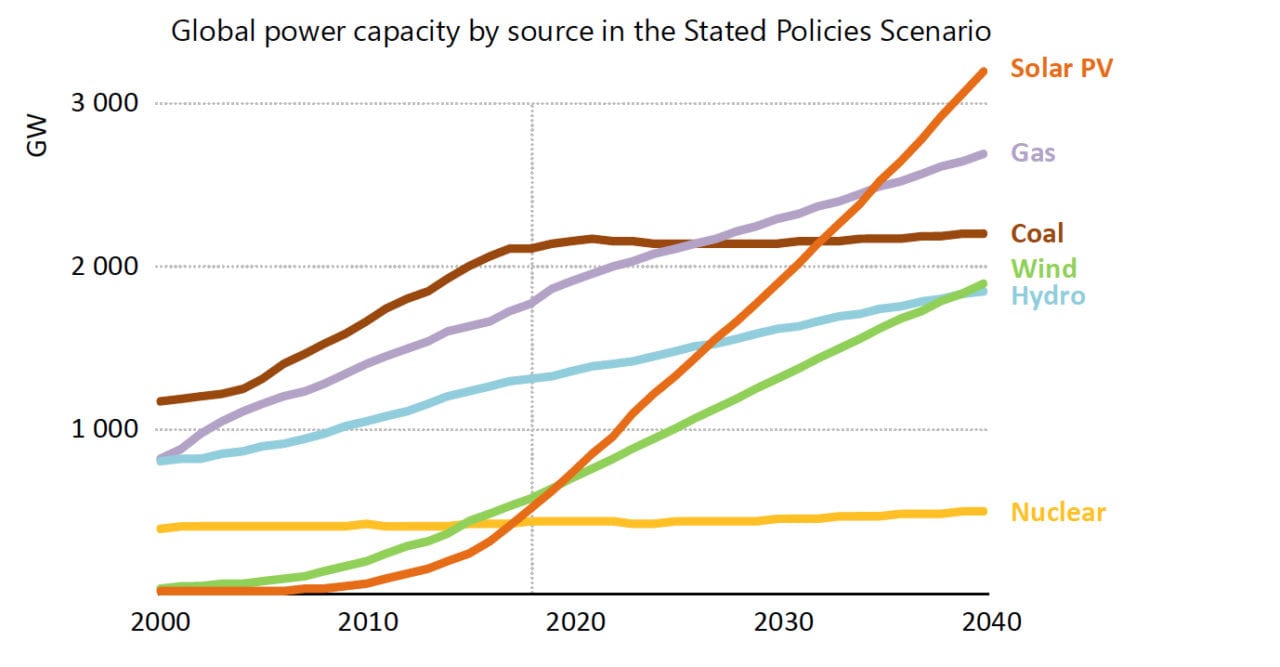 Global power capacity by source in the Stated Policies Scenario
Solar PV
3 000
GW
Gas
Coal
2 000
Wind
Hydro
1 000
Nuclear
2000 2010 2020 2030 2040